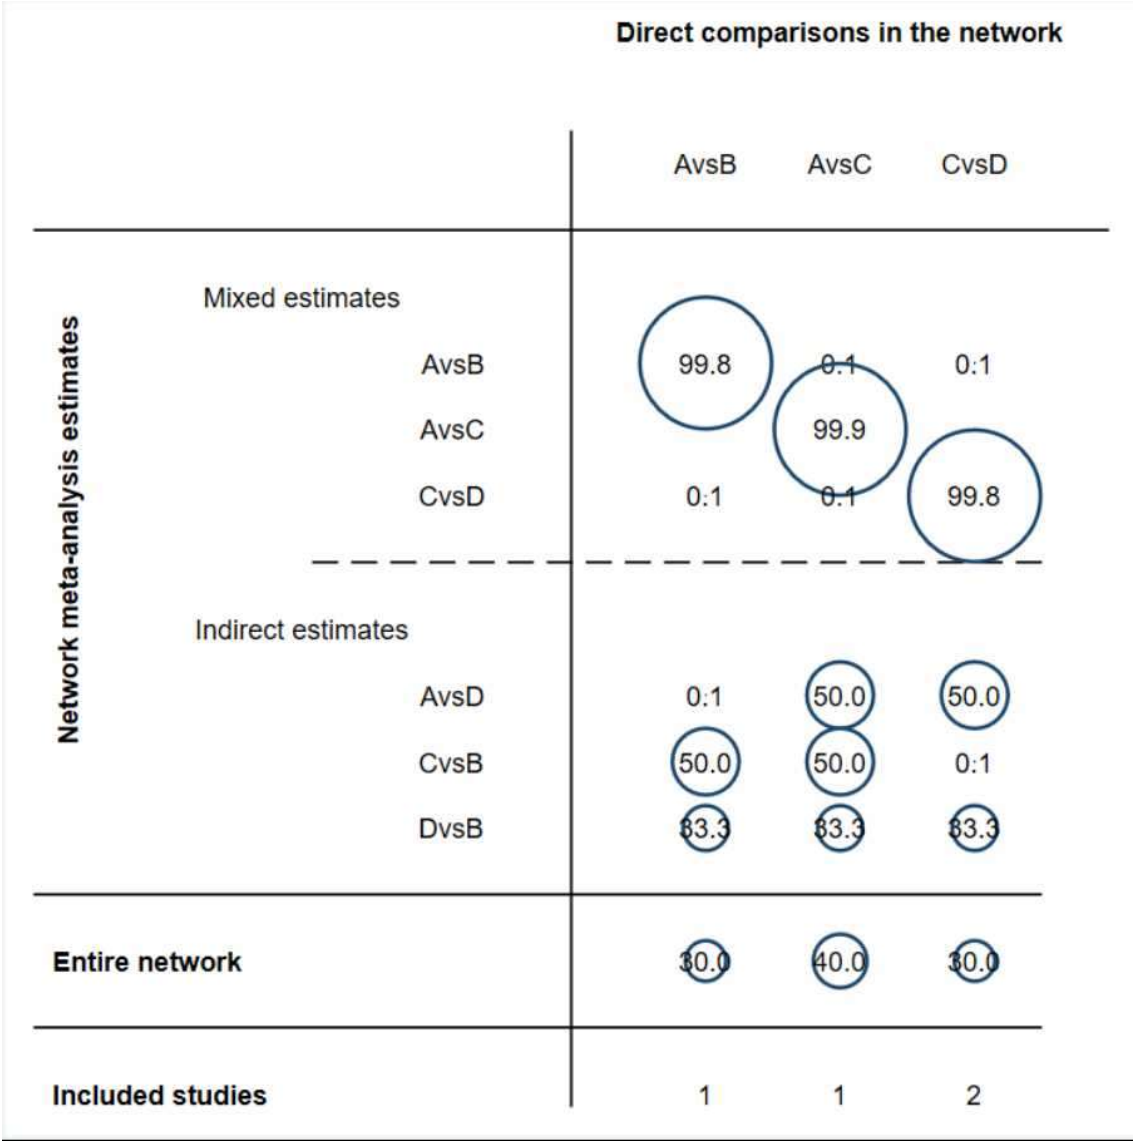 Direct comparisons in the network
AvsB AvsC CvsD
Network meta-analysis estimates
Mixed estimates
AvsB 99.8 0.1 0:1
AvsC 99.9
CvsD 0:1 0.1 99.8
Indirect estimates
AvsD 0:1 50.0 50.0
CvsB 50.0 50.0 0:1
DvsB 33.3 33.3 33.3
Entire network 30.0 40.0 30.0
Included studies 1 1 2